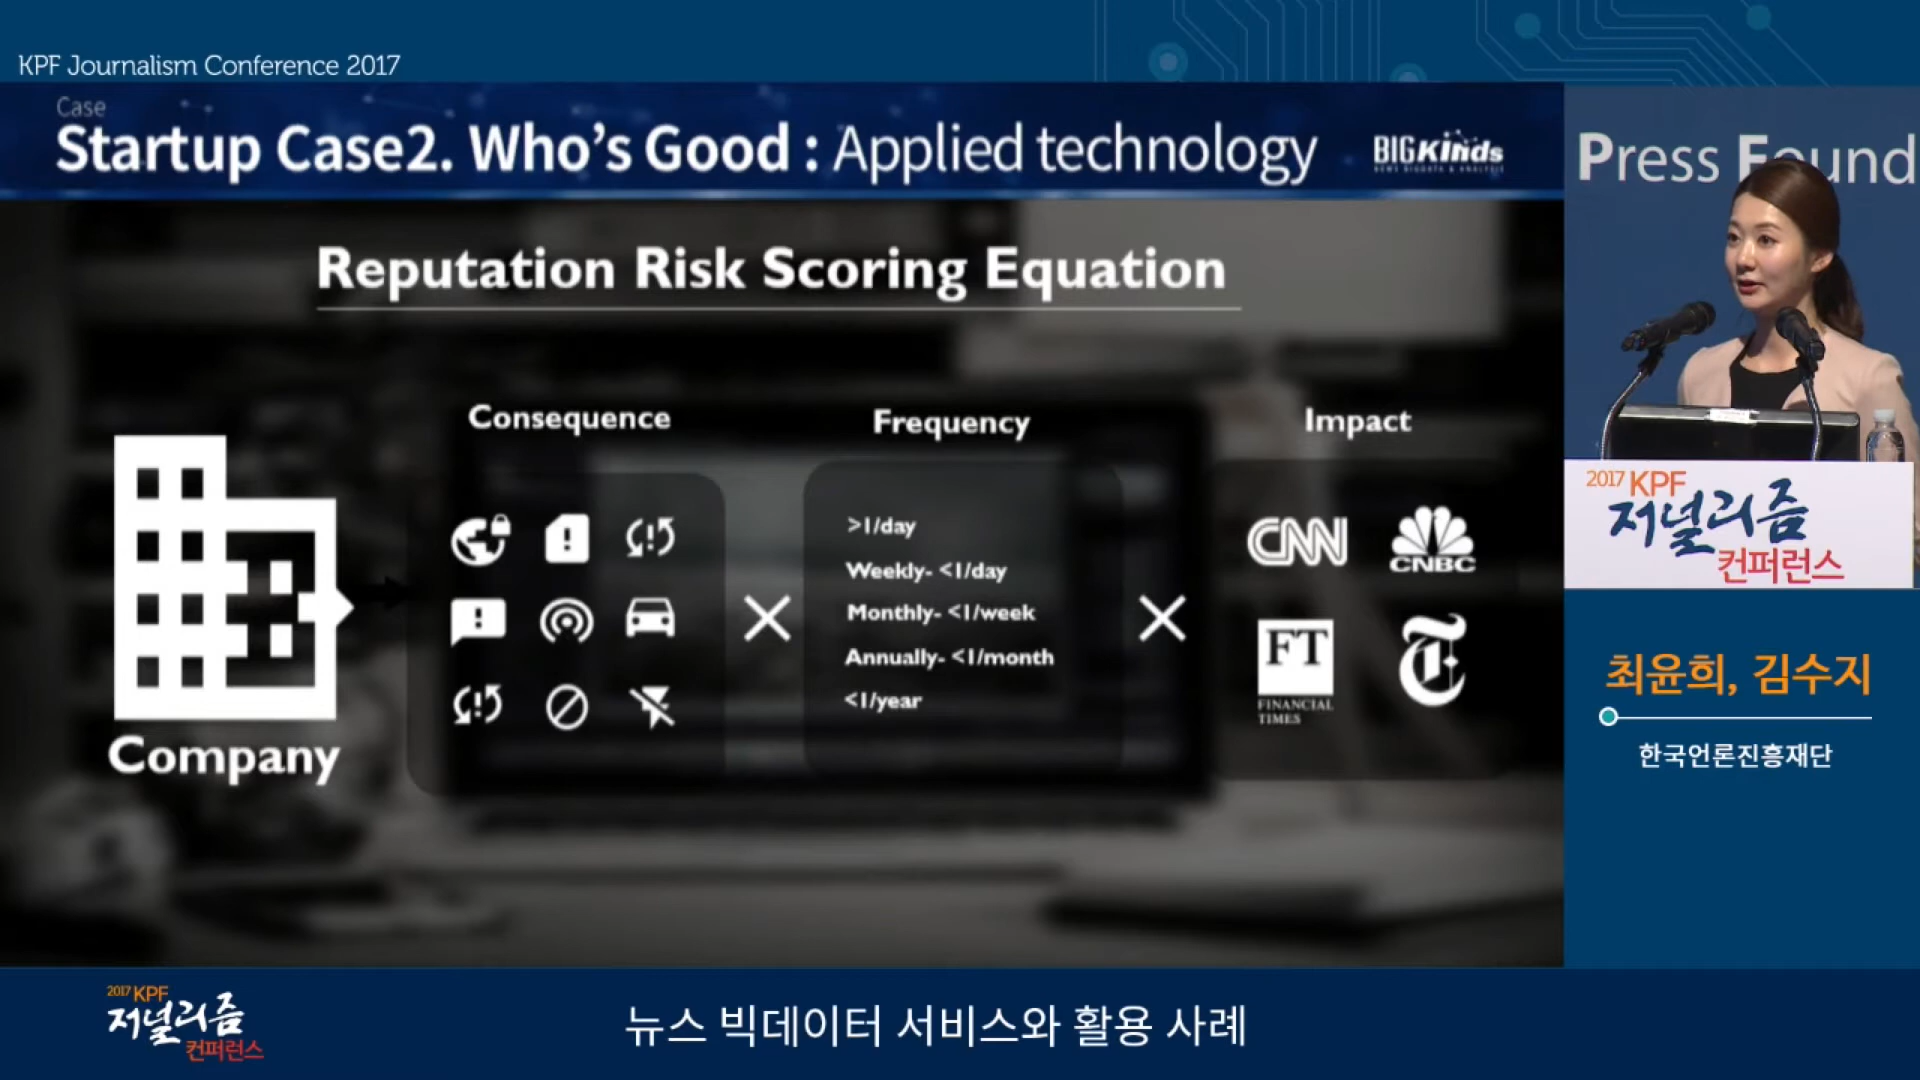 KPF Journalism Conference 2017
Case
Startup Case2. Who's Good : Applied technology
BIGKinds
Press Found
Reputation Risk Scoring Equation
Consequence
Frequency
Impact
>1/day
Weekly- <1/day
Monthly- <1/week
Annually- <1/month
<1/year
CNN
CNBC
FT
FINANCIAL
TIMES
T
Company
2017 KPF
저널리즘
컨퍼런스
최윤희, 김수지
한국언론진흥재단
2017 KPF
저널리즘
컨퍼런스
뉴스 빅데이터 서비스와 활용 사례